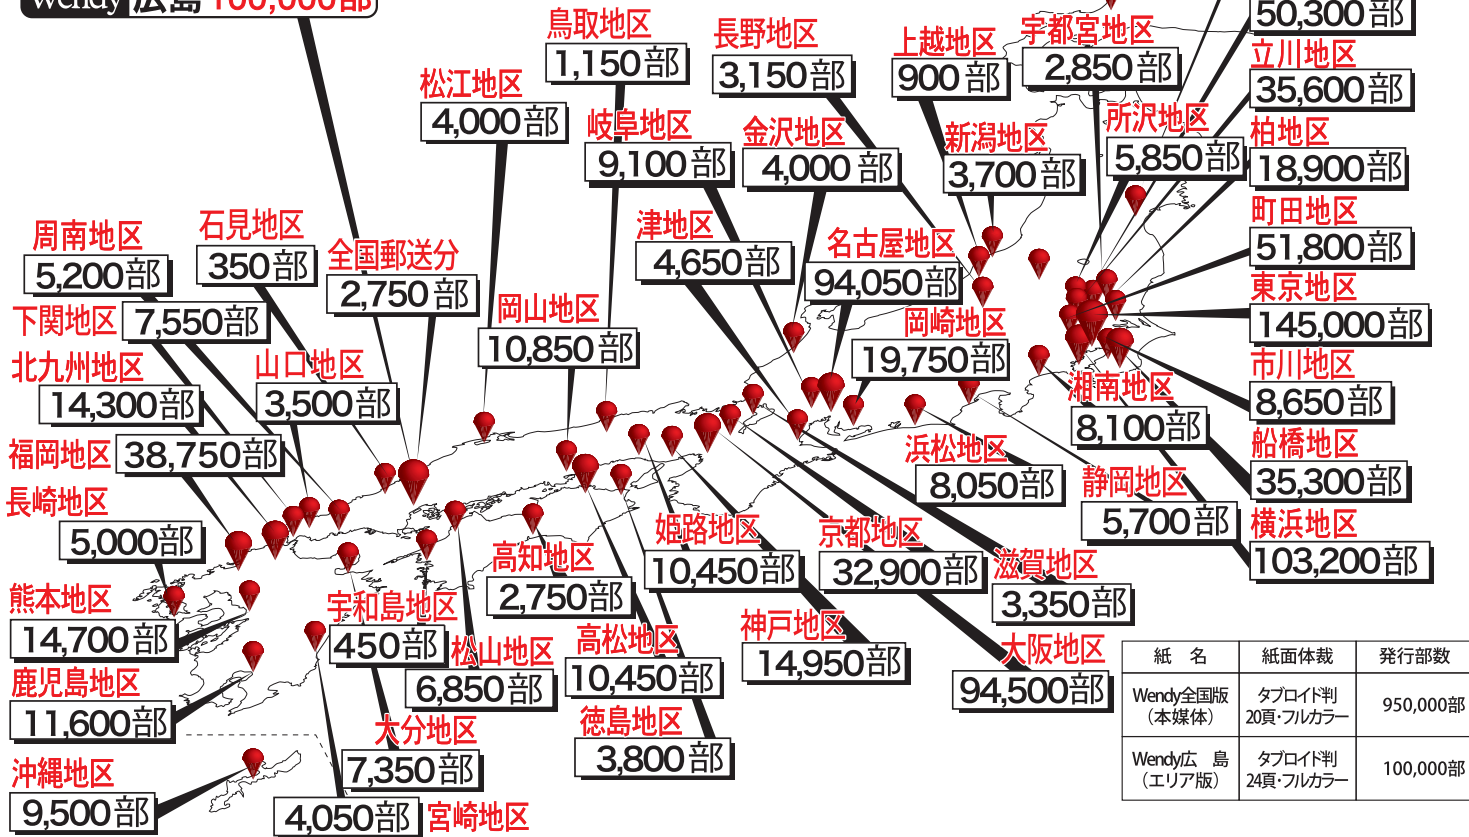 Wendy 広島 100,000部
鳥取地区
1,150部
長野地区
3,150部
上越地区
900部
宇都宮地区
2,850部
50,300部
立川地区
35,600部
松江地区
4,000部
岐阜地区
9,100部
金沢地区
4,000部
新潟地区
3,700部
所沢地区
5,850部
柏地区
18,900部
周南地区
5,200部
石見地区
350部
全国郵送分
2,750部
津地区
4,650部
名古屋地区
94,050部
町田地区
51,800部
下関地区
7,550部
岡山地区
10,850部
岡崎地区
19,750部
東京地区
145,000部
北九州地区
14,300部
山口地区
3,500部
湘南地区
8,100部
市川地区
8,650部
福岡地区
38,750部
浜松地区
8,050部
船橋地区
35,300部
長崎地区
5,000部
静岡地区
5,700部
横浜地区
103,200部
高知地区
2,750部
姫路地区
10,450部
京都地区
32,900部
滋賀地区
3,350部
熊本地区
14,700部
宇和島地区
450部
松山地区
6,850部
高松地区
10,450部
神戸地区
14,950部
大阪地区
94,500部
鹿児島地区
11,600部
大分地区
7,350部
徳島地区
3,800部
沖縄地区
9,500部
4,050部
宮崎地区
紙 名 紙面体裁 発行部数
Wendy全国版 タブロイド判 950,000部
(本媒体) 20頁・フルカラー
Wendy広 島 タブロイド判 100,000部
(エリア版) 24頁・フルカラー